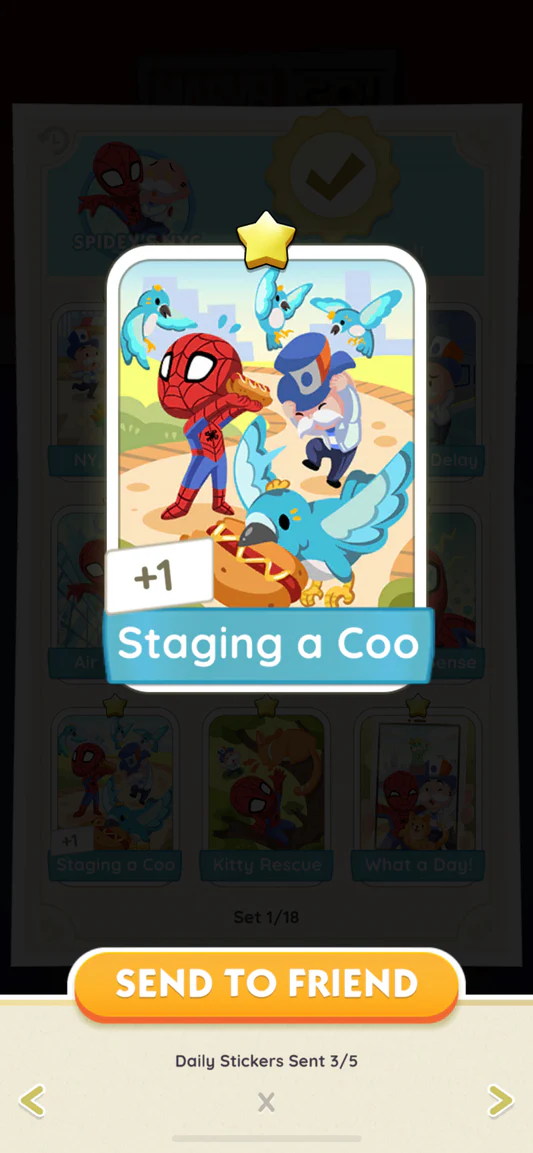 SPIDEY'S NYC
NY
Delay
+1
Staging a Coo
Air
ense
+1
Staging a Coo
Kitty Rescue
What a Day!
Set 1/18
SEND TO FRIEND
Daily Stickers Sent 3/5
X